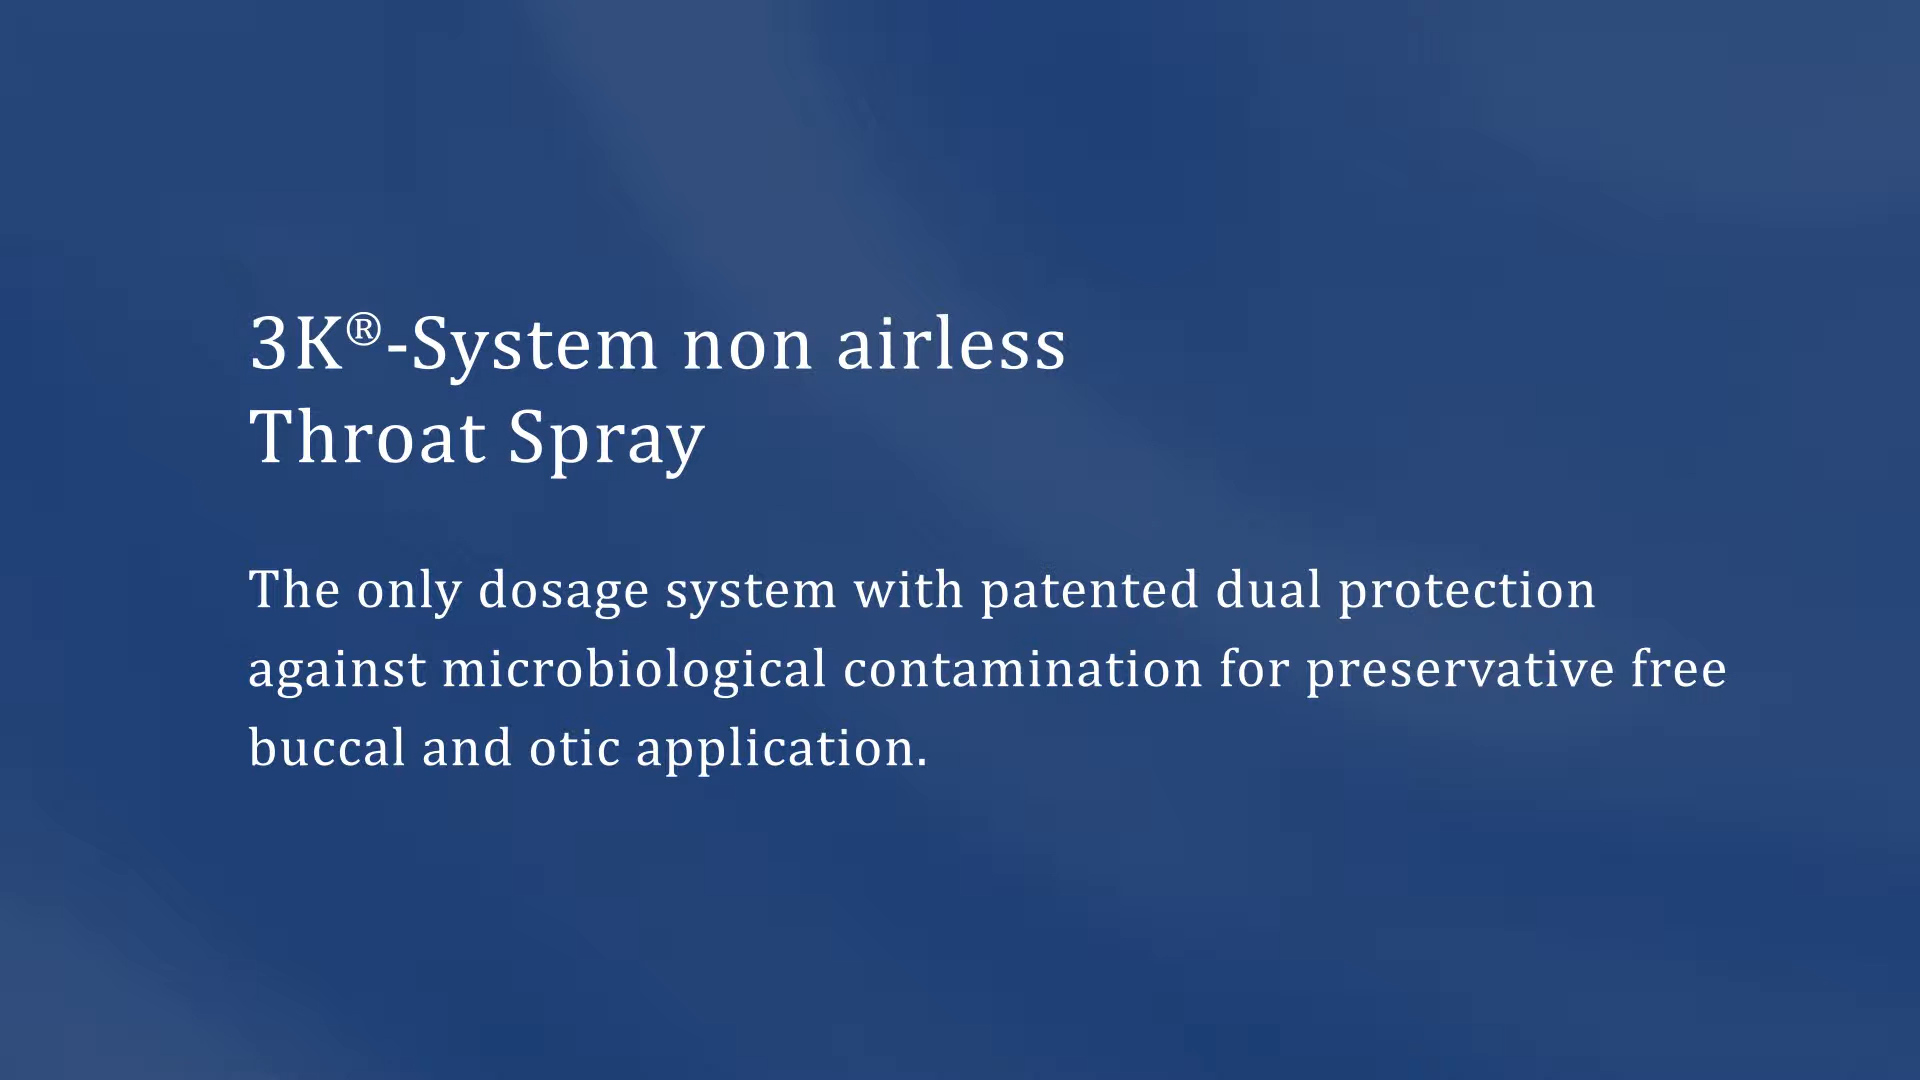 3K®-System non airless
Throat Spray
The only dosage system with patented dual protection
against microbiological contamination for preservative free
buccal and otic application.